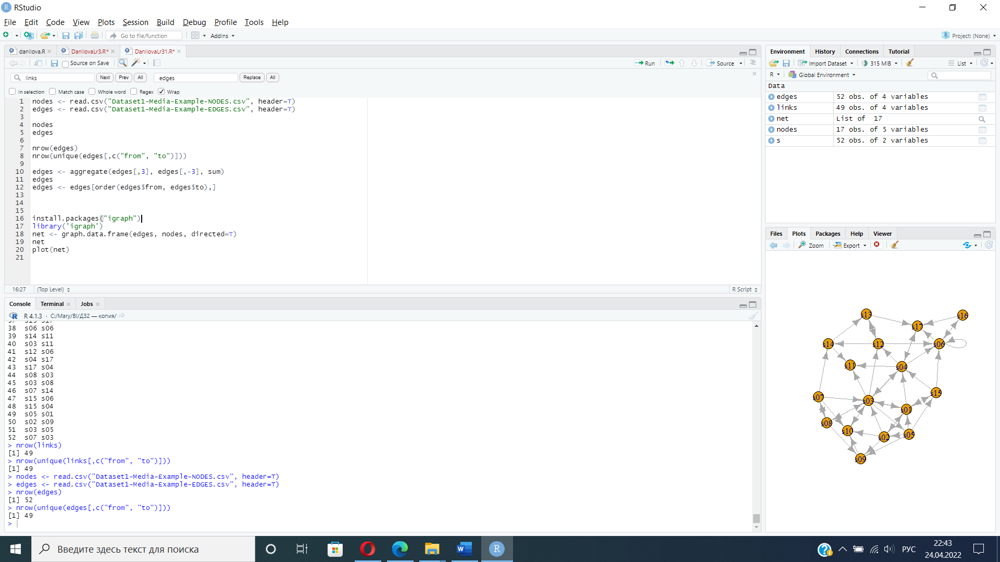 RStudio
File Edit Code View Plots Session Build Debug Profile Tools Help
Go to file/function Addins Project: (None)
danilova.R DanilovaLr3.R* DanilovaLr31.R*
Source on Save Run Source
links Next Prev All edges Replace All
In selection Match case Whole word Regex Wrap
1 nodes <- read.csv("Dataset1-Media-Example-NODES.csv", header=T)
2 edges <- read.csv("Dataset1-Media-Example-EDGES.csv", header=T)
3
4 nodes
5 edges
6
7 nrow(edges)
8 nrow(unique(edges[,c("from", "to")]))
9
10 edges <- aggregate(edges[,3], edges[,-3], sum)
11 edges
12 edges <- edges[order(edges$from, edges$to),]
13
14
15
16 install.packages("igraph")
17 library('igraph')
18 net <- graph.data.frame(edges, nodes, directed=T)
19 net
20 plot(net)
21
16:27 (Top Level) R Script
Console Terminal Jobs
R 4.1.3 · C:/Mary/BI/ДЗ2 — копия/
38 s06 s06
39 s14 s11
40 s03 s11
41 s12 s06
42 s04 s17
43 s17 s04
44 s08 s03
45 s03 s08
46 s07 s14
47 s15 s06
48 s15 s04
49 s05 s01
50 s02 s09
51 s03 s05
52 s07 s03
> nrow(links)
[1] 49
> nrow(unique(links[,c("from", "to")]))
[1] 49
> nodes <- read.csv("Dataset1-Media-Example-NODES.csv", header=T)
> edges <- read.csv("Dataset1-Media-Example-EDGES.csv", header=T)
> nrow(edges)
[1] 52
> nrow(unique(edges[,c("from", "to")]))
[1] 49
>
Environment History Connections Tutorial
Import Dataset 315 MiB List
R Global Environment
Data
edges 52 obs. of 4 variables
links 49 obs. of 4 variables
net List of 17
nodes 17 obs. of 5 variables
s 52 obs. of 2 variables
Files Plots Packages Help Viewer
Zoom Export
s13
s16
s17
s14
s12
s06
s11
s04
s15
s07
s03
s01
s08
s10
s02
s05
s09
Введите здесь текст для поиска
РУС
22:43
24.04.2022